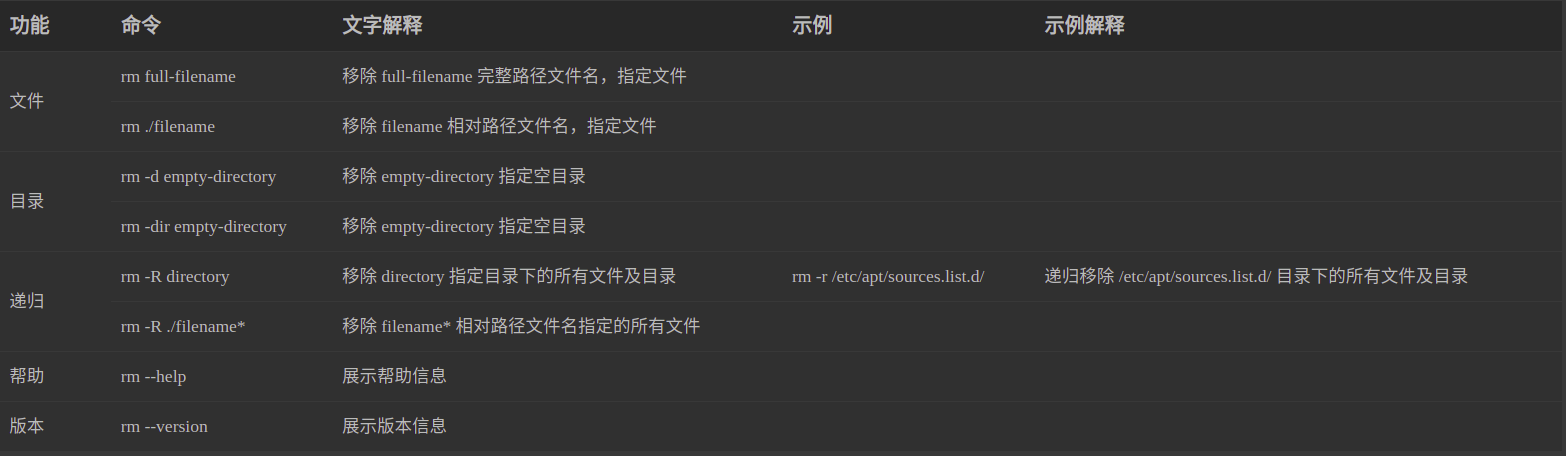 功能 命令 文字解释 示例 示例解释
文件
rm full-filename 移除 full-filename 完整路径文件名，指定文件
rm ./filename 移除 filename 相对路径文件名，指定文件
目录
rm -d empty-directory 移除 empty-directory 指定空目录
rm -dir empty-directory 移除 empty-directory 指定空目录
递归
rm -R directory 移除 directory 指定目录下的所有文件及目录 rm -r /etc/apt/sources.list.d/ 递归移除 /etc/apt/sources.list.d/ 目录下的所有文件及目录
rm -R ./filename* 移除 filename* 相对路径文件名指定的所有文件
帮助 rm --help 展示帮助信息
版本 rm --version 展示版本信息